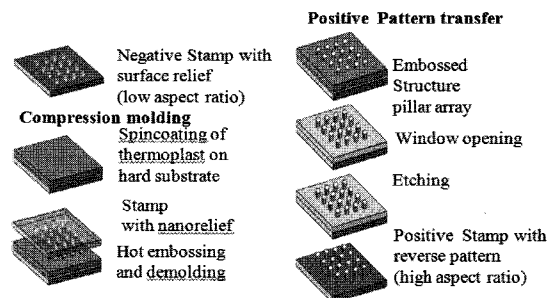 Negative Stamp with
surface relief
(low aspect ratio)
Compression molding
Spincoating of
thermoplast on
hard substrate
Stamp
with nanorelief
Hot embossing
and demolding
Positive Pattern transfer
Embossed
Structure
pillar array
Window opening
Etching
Positive Stamp with
reverse pattern
(high aspect ratio)